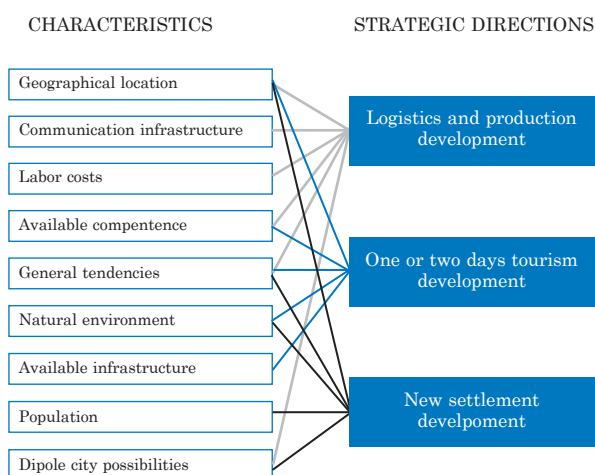 CHARACTERISTICS
STRATEGIC DIRECTIONS
Geographical location
Communication infrastructure
Labor costs
Available compentence
General tendencies
Natural environment
Available infrastructure
Population
Dipole city possibilities
Logistics and production
development
One or two days tourism
development
New settlement
develpoment